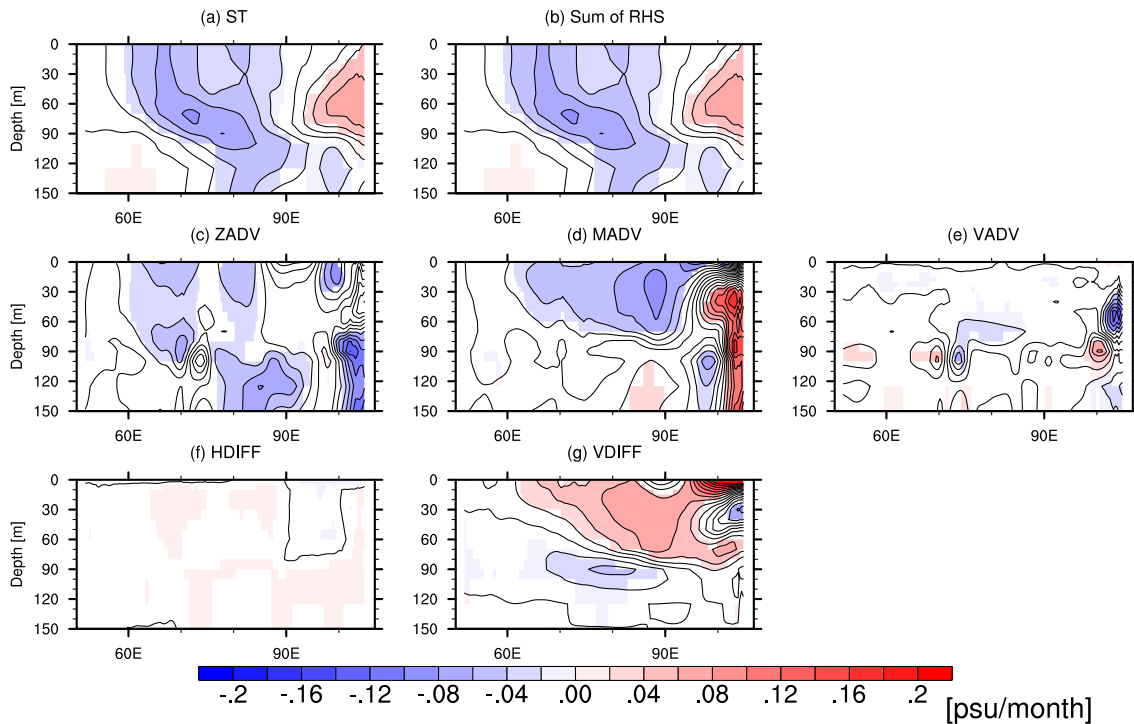 (a) ST
(b) Sum of RHS
0
30
60
90
120
150
Depth [m]
60E
90E
0
30
60
90
120
150
60E
90E
(c) ZADV
(d) MADV
(e) VADV
0
30
60
90
120
150
Depth [m]
60E
90E
0
30
60
90
120
150
60E
90E
0
30
60
90
120
150
60E
90E
(f) HDIFF
(g) VDIFF
0
30
60
90
120
150
Depth [m]
60E
90E
0
30
60
90
120
150
60E
90E
-.2 -.16 -.12 -.08 -.04 .00 .04 .08 .12 .16 .2
[psu/month]